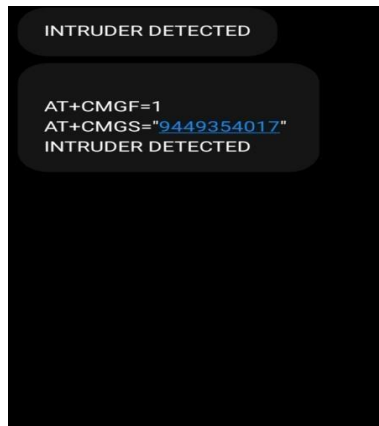 INTRUDER DETECTED
AT+CMGF=1
AT+CMGS="9449354017"
INTRUDER DETECTED